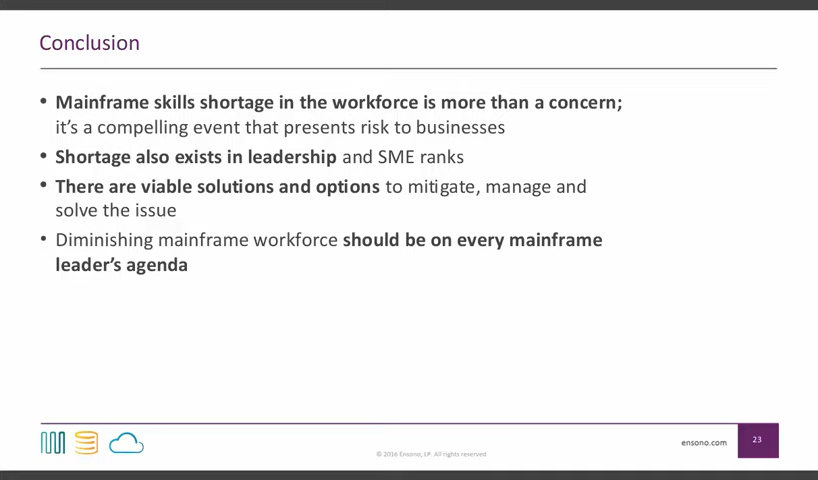 Conclusion
• Mainframe skills shortage in the workforce is more than a concern;
it's a compelling event that presents risk to businesses
• Shortage also exists in leadership and SME ranks
• There are viable solutions and options to mitigate, manage and
solve the issue
• Diminishing mainframe workforce should be on every mainframe
leader's agenda
© 2016 Ensono, LP. All rights reserved
ensono.com
23